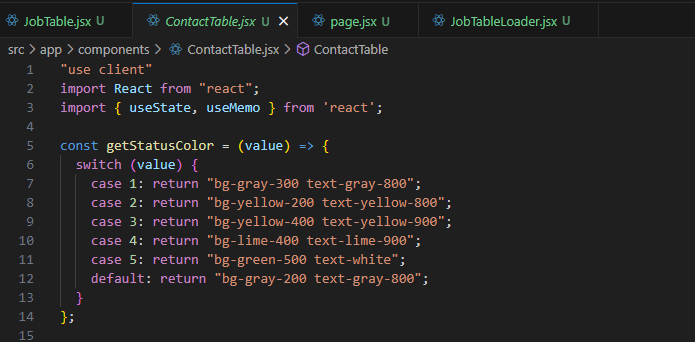 JobTable.jsx U ContactTable.jsx U page.jsx U JobTableLoader.jsx U
src > app > components > ContactTable.jsx > ContactTable
1 "use client"
2 import React from "react";
3 import { useState, useMemo } from 'react';
4
5 const getStatusColor = (value) => {
6   switch (value) {
7     case 1: return "bg-gray-300 text-gray-800";
8     case 2: return "bg-yellow-200 text-yellow-800";
9     case 3: return "bg-yellow-400 text-yellow-900";
10     case 4: return "bg-lime-400 text-lime-900";
11     case 5: return "bg-green-500 text-white";
12     default: return "bg-gray-200 text-gray-800";
13   }
14 };
15